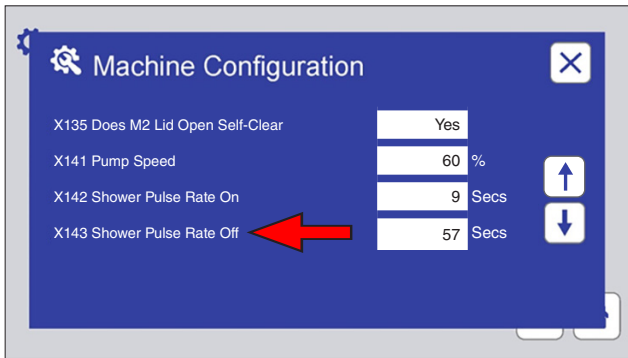 Machine Configuration
X135 Does M2 Lid Open Self-Clear Yes
X141 Pump Speed 60 %
X142 Shower Pulse Rate On 9 Secs
X143 Shower Pulse Rate Off 57 Secs